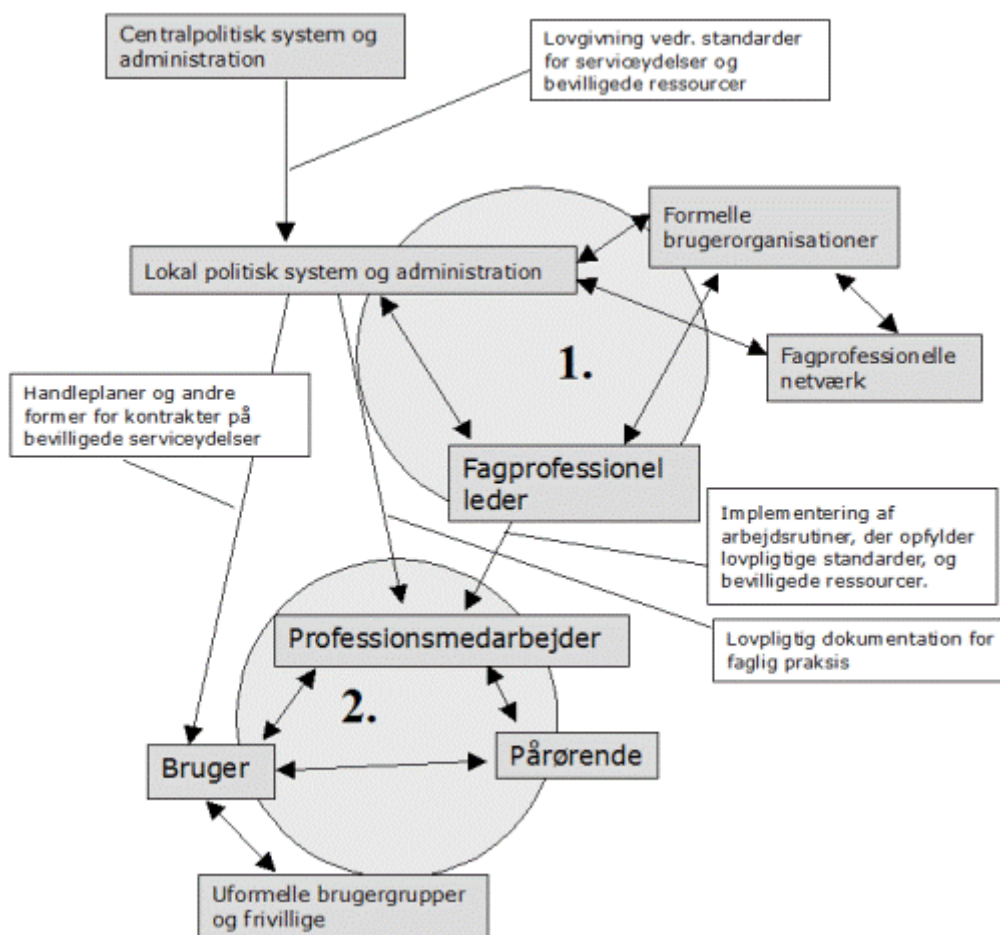 Centralpolitisk system og
administration
Lovgivning vedr. standarder
for serviceydelser og
bevilligede ressourcer
Formelle
brugerorganisationer
Lokal politisk system og administration
1.
Fagprofessionelle
netværk
Handleplaner og andre
former for kontrakter på
bevilligede serviceydelser
Fagprofessionel
leder
Implementering af
arbejdsrutiner, der opfylder
lovpligtige standarder, og
bevilligede ressourcer.
Professionsmedarbejder
Lovpligtig dokumentation for
faglig praksis
2.
Bruger
Pårørende
Uformelle brugergrupper
og frivillige